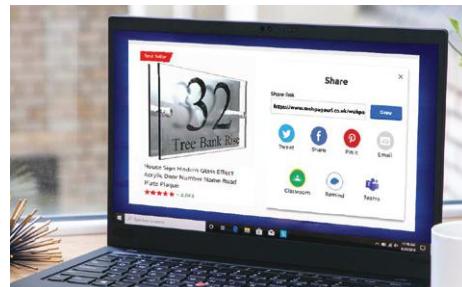 Best Seller
32
Tree Bank Rise
House Sign Modern Glass Effect
Acrylic Door Number Name Road
Plate Plaque
Share
Share link
https://www.webpageurl.co.uk/webpa
Copy
Tweet
Share
Pin it
Email
Classroom
Remind
Teams